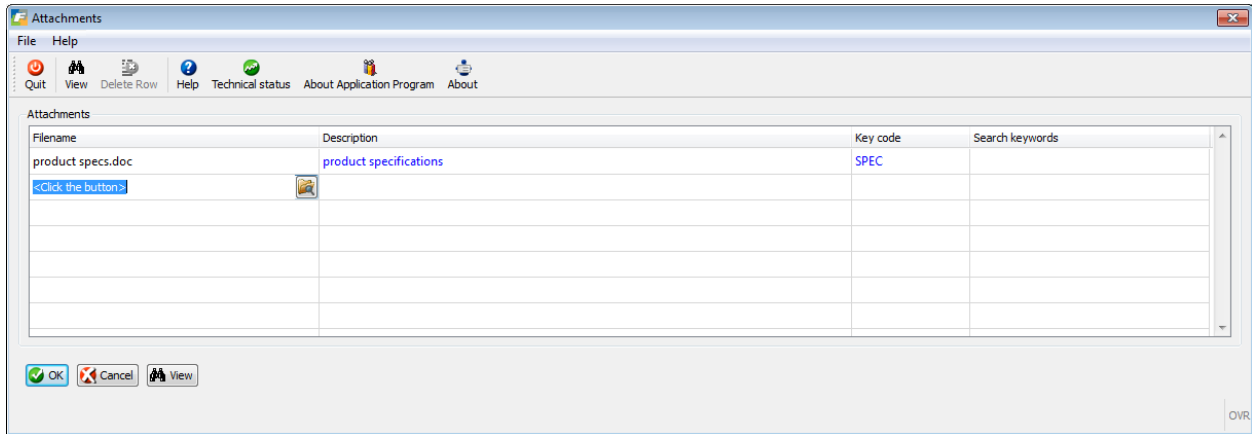 Attachments
File Help
Quit View Delete Row Help Technical status About Application Program About
Attachments
Filename Description Key code Search keywords
product specs.doc product specifications SPEC
<Click the button>
OK Cancel View
OVR